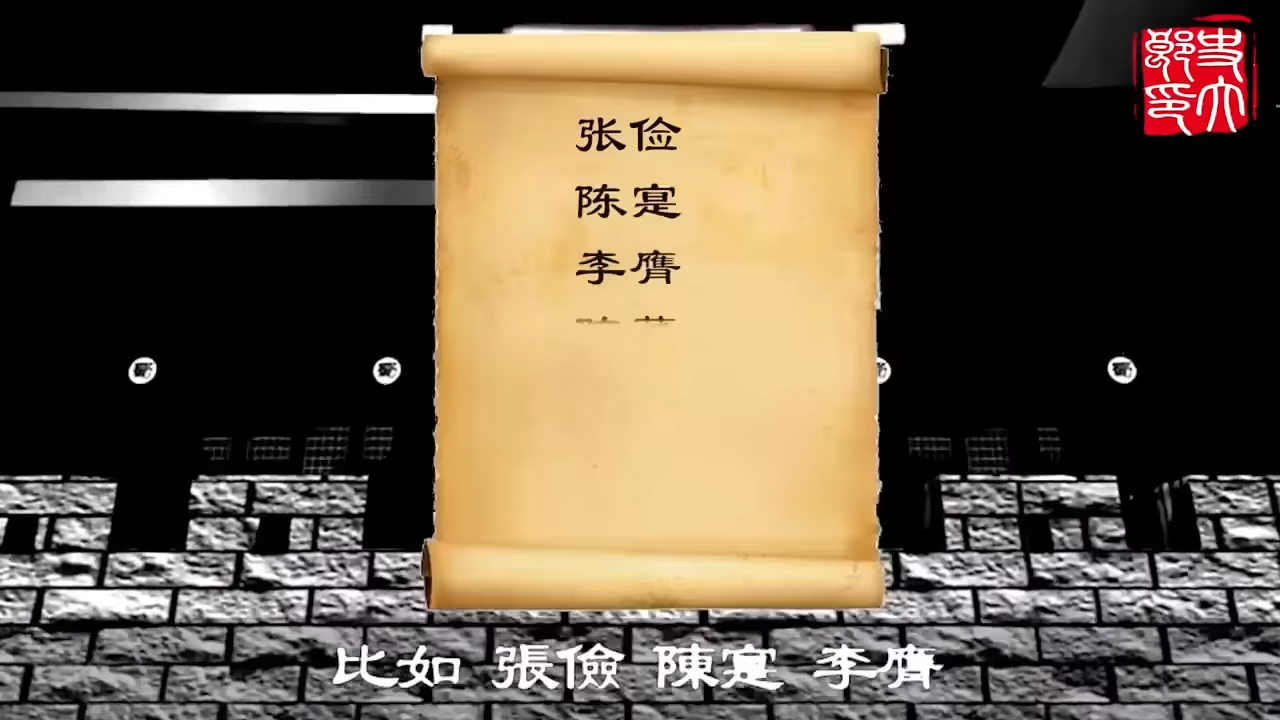 张俭
陈寔
李膺
比如 張儉 陳寔 李膺